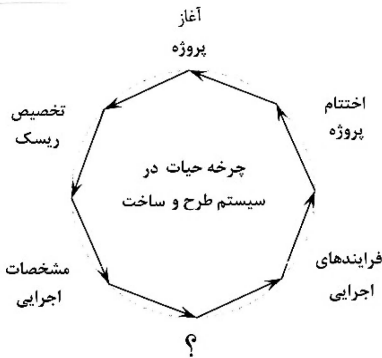 آغاز
پروژه
تخصیص
ریسک
اختتام
پروژه
چرخه حیات در
سیستم طرح و ساخت
مشخصات
اجرایی
فرایندهای
اجرایی
؟